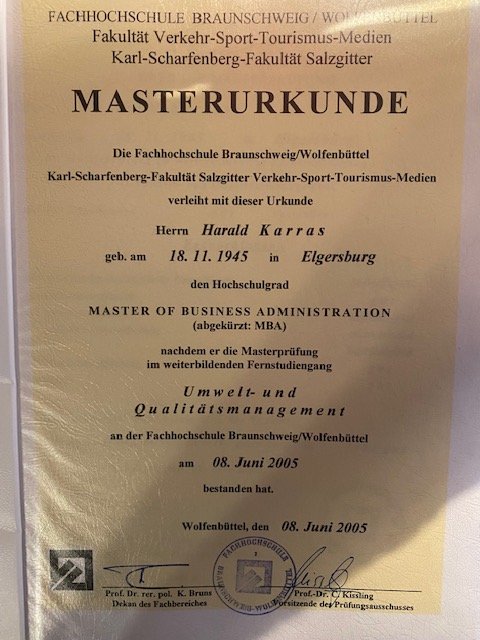 FACHHOCHSCHULE BRAUNSCHWEIG / WOLFENBÜTTEL
Fakultät Verkehr-Sport-Tourismus-Medien
Karl-Scharfenberg-Fakultät Salzgitter
MASTERURKUNDE
Die Fachhochschule Braunschweig/Wolfenbüttel
Karl-Scharfenberg-Fakultät Salzgitter Verkehr-Sport-Tourismus-Medien
verleiht mit dieser Urkunde
Herrn Harald Karras
geb. am 18. 11. 1945 in Elgersburg
den Hochschulgrad
MASTER OF BUSINESS ADMINISTRATION
(abgekürzt: MBA)
nachdem er die Masterprüfung
im weiterbildenden Fernstudiengang
Umwelt- und
Qualitätsmanagement
an der Fachhochschule Braunschweig/Wolfenbüttel
am 08. Juni 2005
bestanden hat.
Wolfenbüttel, den 08. Juni 2005
FACHHOCHSCHULE
BRAUNSCHWEIG-WOLFENBÜTTEL
2
Prof. Dr. rer. pol. K. Bruns
Dekan des Fachbereiches
Prof.-Dr. C. Kissling
Vorsitzende des Prüfungsausschusses